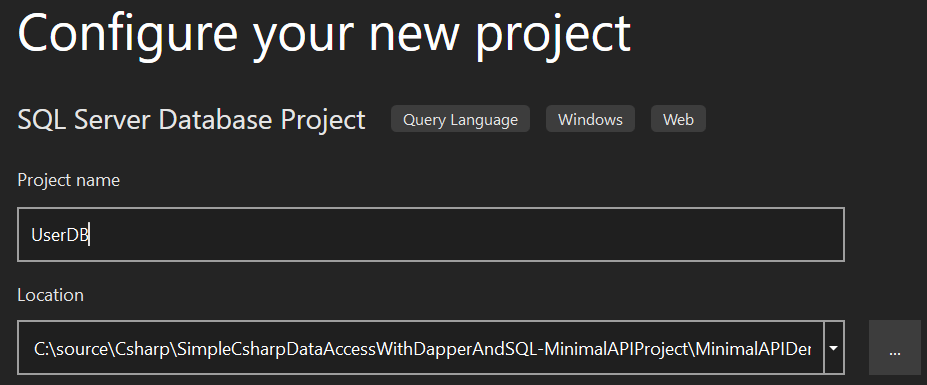 Configure your new project
SQL Server Database Project Query Language Windows Web
Project name
UserDB
Location
C:\source\Csharp\SimpleCsharpDataAccessWithDapperAndSQL-MinimalAPIProject\MinimalAPIDer
...